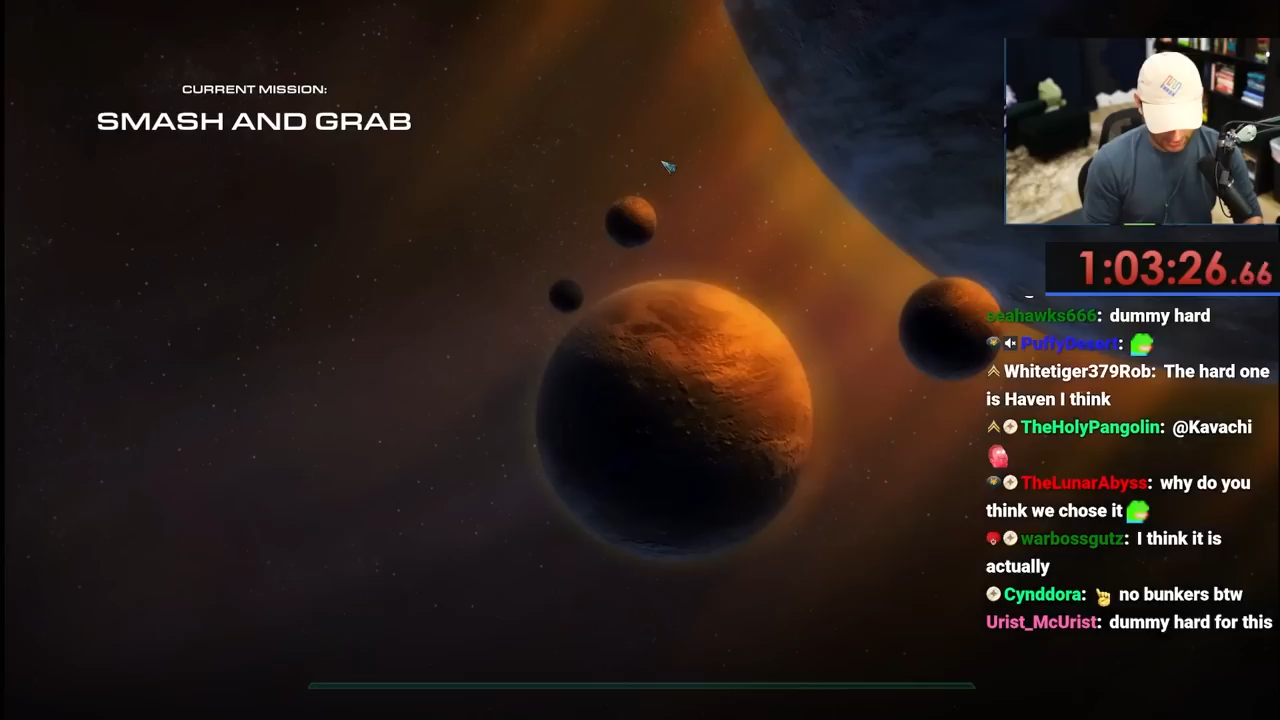 CURRENT MISSION:
SMASH AND GRAB
1:03:26.66
seahawks666: dummy hard
PuffyDesert:
Whitetiger379Rob: The hard one
is Haven I think
TheHolyPangolin: @Kavachi
TheLunarAbyss: why do you
think we chose it
warbossgutz: I think it is
actually
Cynddora: no bunkers btw
Urist_McUrist: dummy hard for this